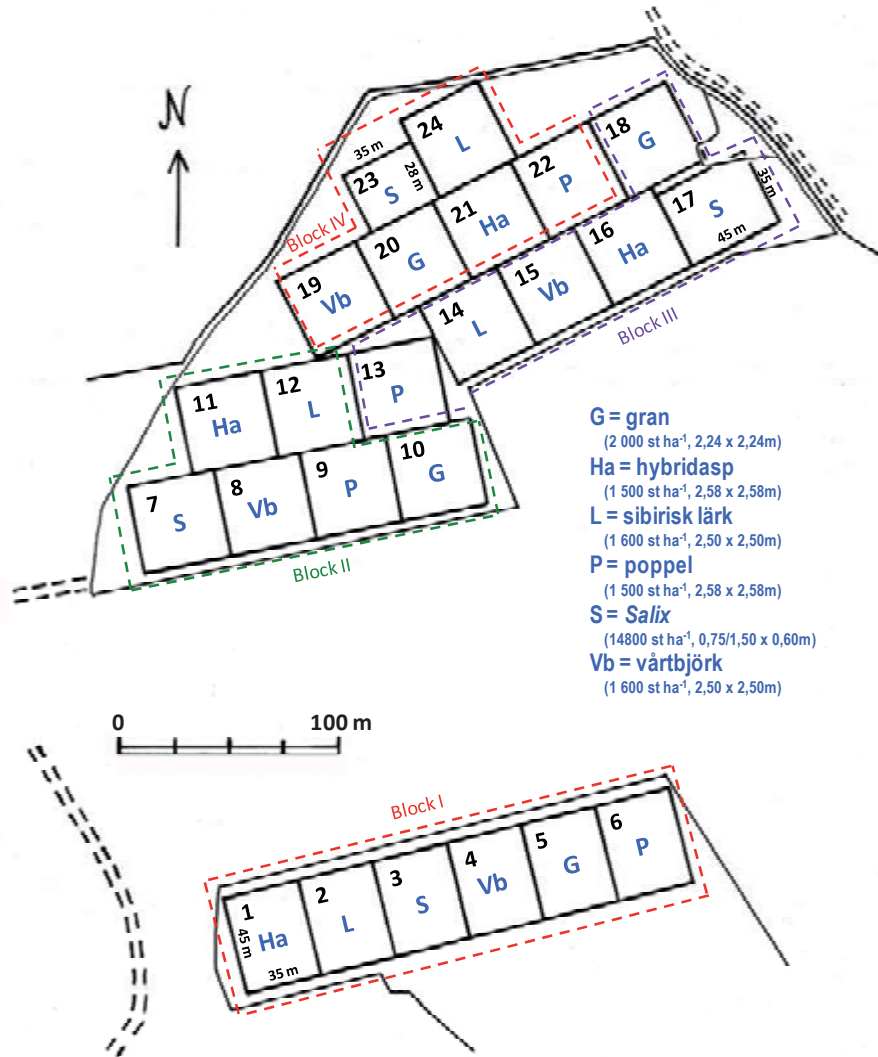 N
24
L
18
G
35 m
23
S
28 m
22
P
17
S
35 m
45 m
21
Ha
16
Ha
Block IV
20
G
15
Vb
19
Vb
14
L
Block III
13
P
12
L
11
Ha
10
G
9
P
8
Vb
7
S
Block II
G = gran
(2 000 st ha⁻¹, 2,24 x 2,24m)
Ha = hybridasp
(1 500 st ha⁻¹, 2,58 x 2,58m)
L = sibirisk lärk
(1 600 st ha⁻¹, 2,50 x 2,50m)
P = poppel
(1 500 st ha⁻¹, 2,58 x 2,58m)
S = Salix
(14800 st ha⁻¹, 0,75/1,50 x 0,60m)
Vb = vårtbjörk
(1 600 st ha⁻¹, 2,50 x 2,50m)
0 100 m
Block I
1
Ha
45 m
35 m
2
L
3
S
4
Vb
5
G
6
P